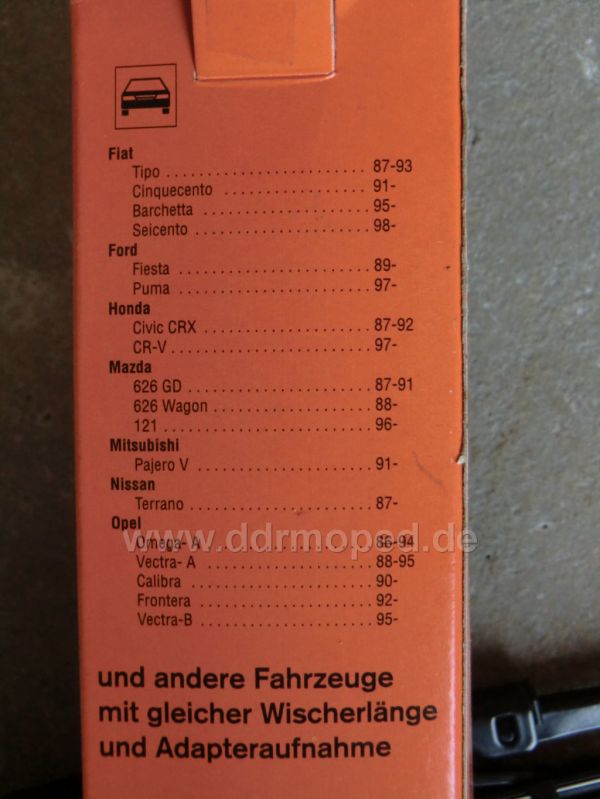 Fiat
Tipo ........................ 87-93
Cinquecento .................. 91-
Barchetta .................... 95-
Seicento ..................... 98-
Ford
Fiesta ....................... 89-
Puma ......................... 97-
Honda
Civic CRX .................... 87-92
CR-V ......................... 97-
Mazda
626 GD ....................... 87-91
626 Wagon .................... 88-
121 .......................... 96-
Mitsubishi
Pajero V ..................... 91-
Nissan
Terrano ...................... 87-
Opel
www.ddrmoped.de
Omega- A ..................... 86-94
Vectra- A .................... 88-95
Calibra ...................... 90-
Frontera ..................... 92-
Vectra-B ..................... 95-
und andere Fahrzeuge
mit gleicher Wischerlänge
und Adapteraufnahme